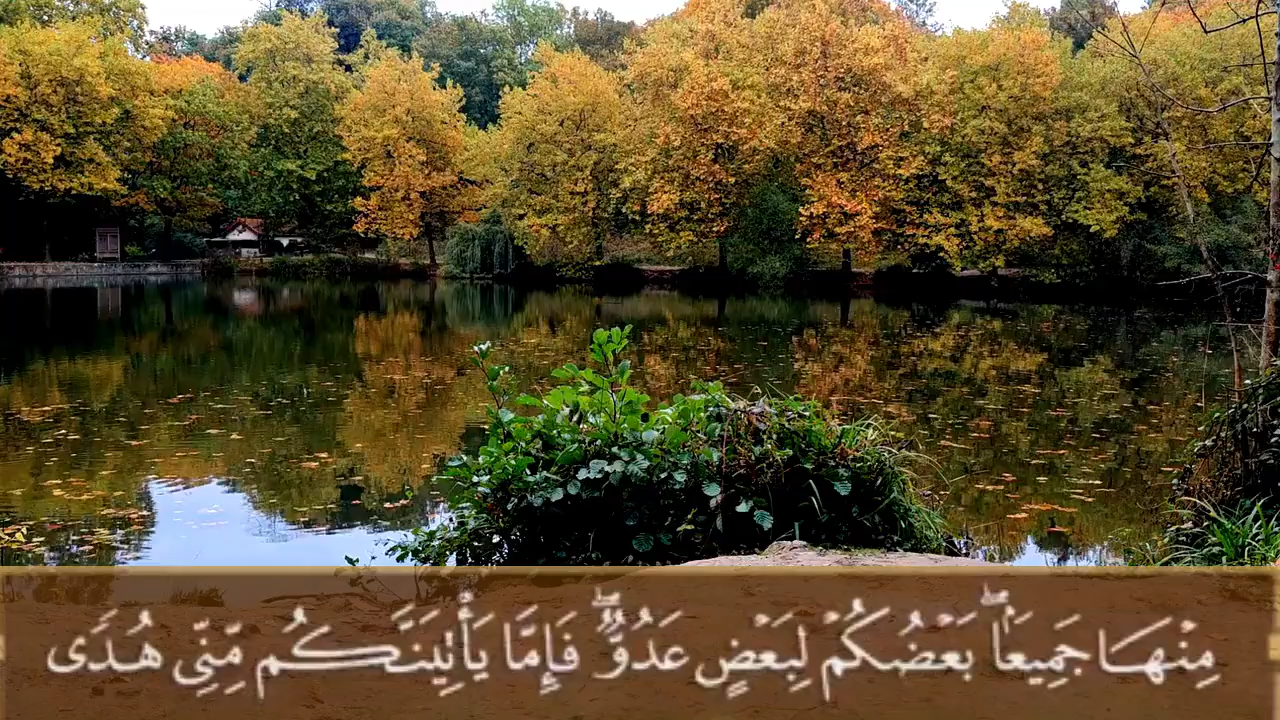 مِنْهَا جَمِيعَاۢۖ بَعْضُكُمْ لِبَعْضٍ عَدُوٌّۖ فَإِمَّا يَأْتِيَنَّكُم مِّنِّى هُدًى